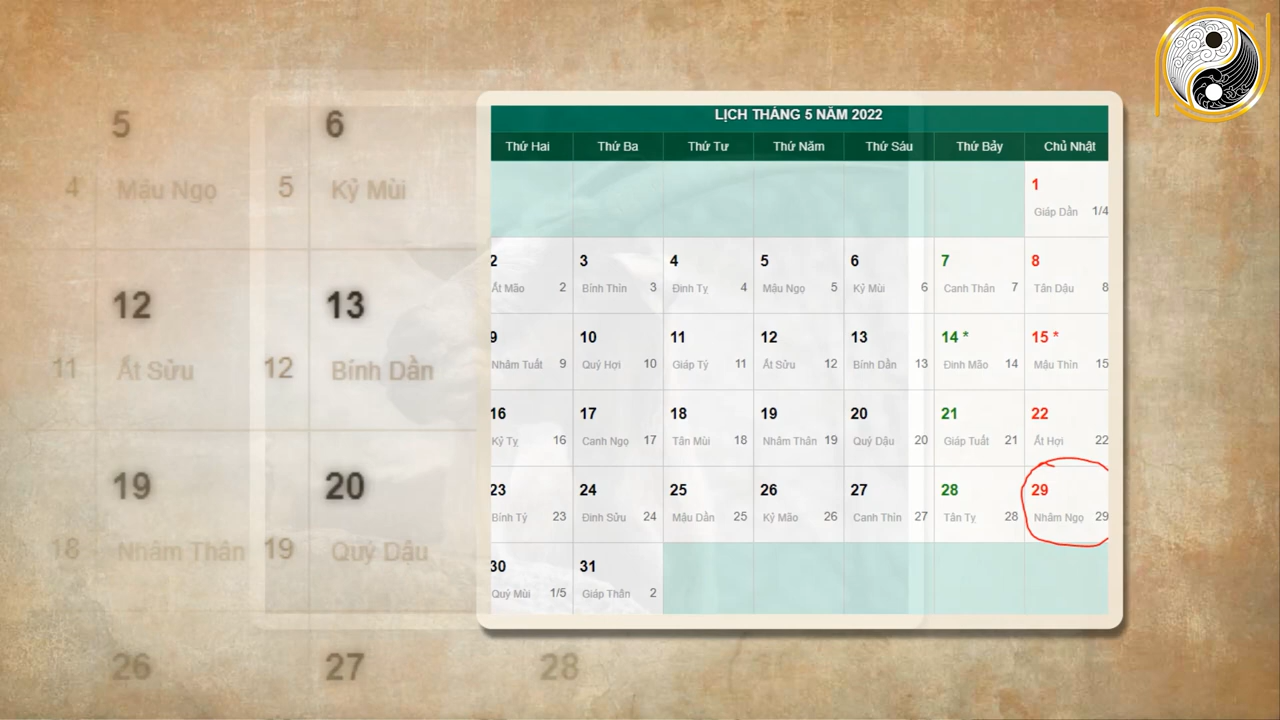 LỊCH THÁNG 5 NĂM 2022
Thứ Hai Thứ Ba Thứ Tư Thứ Năm Thứ Sáu Thứ Bảy Chủ Nhật
1
Giáp Dần 1/4
2 3 4 5 6 7 8
Ất Mão 2 Bính Thìn 3 Đinh Tỵ 4 Mậu Ngọ 5 Kỷ Mùi 6 Canh Thân 7 Tân Dậu 8
9 10 11 12 13 14 * 15 *
Nhâm Tuất 9 Quý Hợi 10 Giáp Tý 11 Ất Sửu 12 Bính Dần 13 Đinh Mão 14 Mậu Thìn 15
16 17 18 19 20 21 22
Kỷ Tỵ 16 Canh Ngọ 17 Tân Mùi 18 Nhâm Thân 19 Quý Dậu 20 Giáp Tuất 21 Ất Hợi 22
23 24 25 26 27 28 29
Bính Tý 23 Đinh Sửu 24 Mậu Dần 25 Kỷ Mão 26 Canh Thìn 27 Tân Tỵ 28 Nhâm Ngọ 29
30 31
Quý Mùi 1/5 Giáp Thân 2
5 6
4 Mậu Ngọ 5 Kỷ Mùi
12 13
11 Ất Sửu 12 Bính Dần
19 20
18 Nhâm Thân 19 Quý Dậu
26 27 28